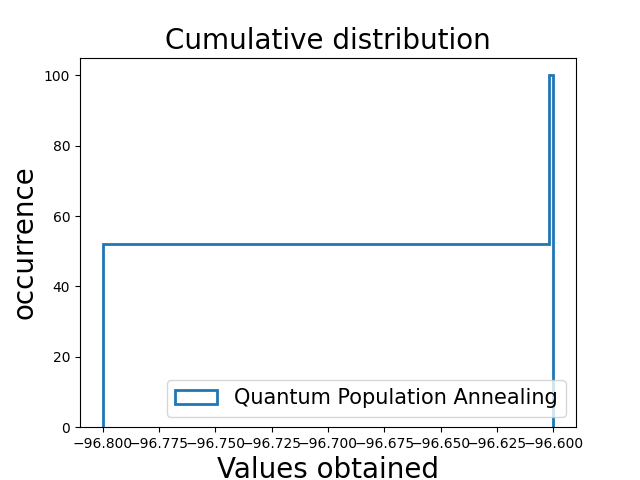 Cumulative distribution
100
80
60
40
20
0
occurrence
Quantum Population Annealing
−96.800 −96.775 −96.750 −96.725 −96.700 −96.675 −96.650 −96.625 −96.600
Values obtained